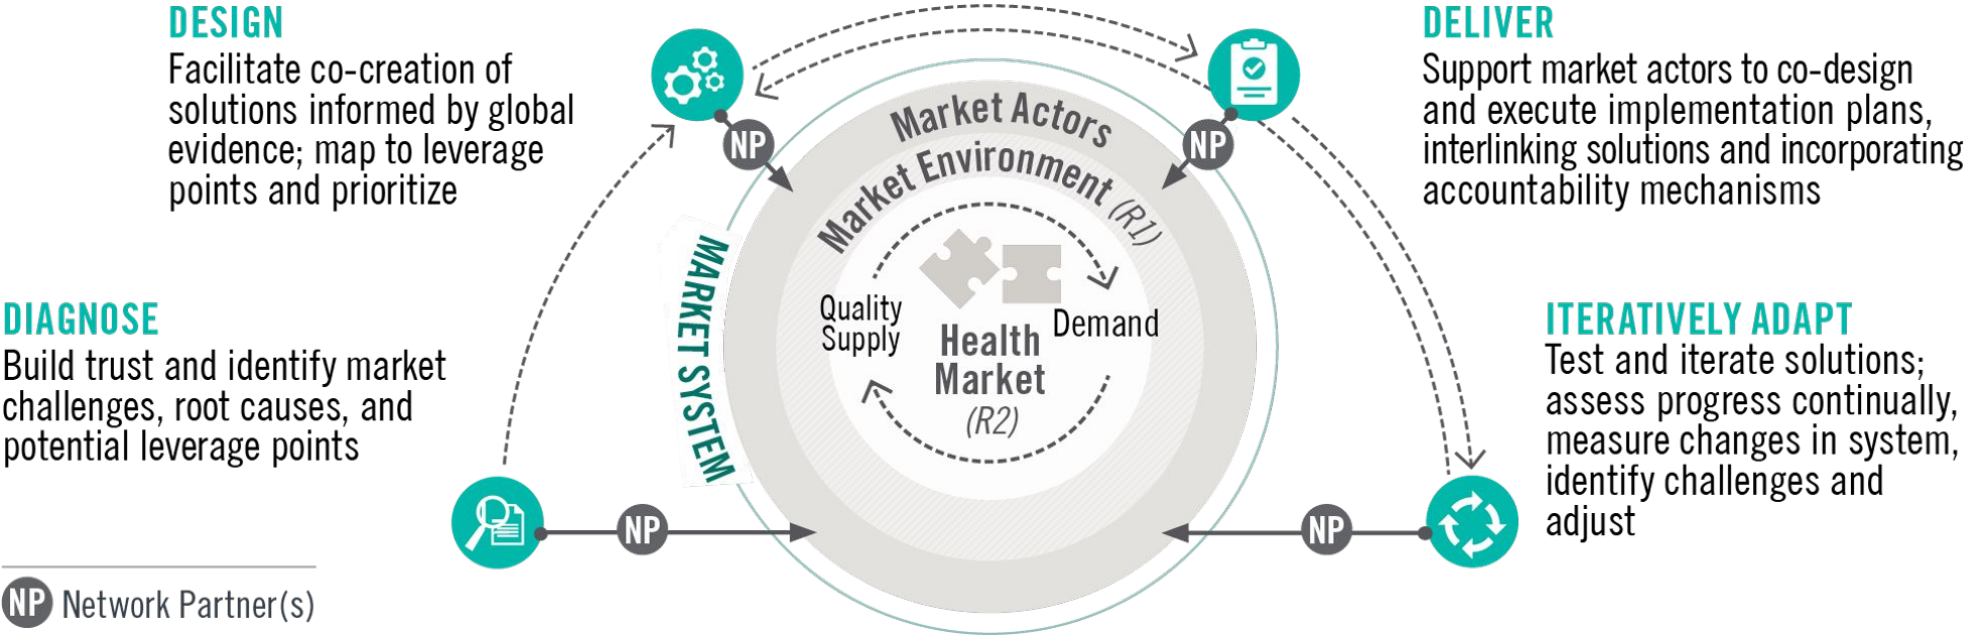 DESIGN
Facilitate co-creation of
solutions informed by global
evidence; map to leverage
points and prioritize
DELIVER
Support market actors to co-design
and execute implementation plans,
interlinking solutions and incorporating
accountability mechanisms
NP
NP
Market Actors
Market Environment (R1)
MARKET SYSTEM
Quality
Supply
Demand
Health
Market
(R2)
DIAGNOSE
Build trust and identify market
challenges, root causes, and
potential leverage points
ITERATIVELY ADAPT
Test and iterate solutions;
assess progress continually,
measure changes in system,
identify challenges and
adjust
NP
NP
NP Network Partner(s)